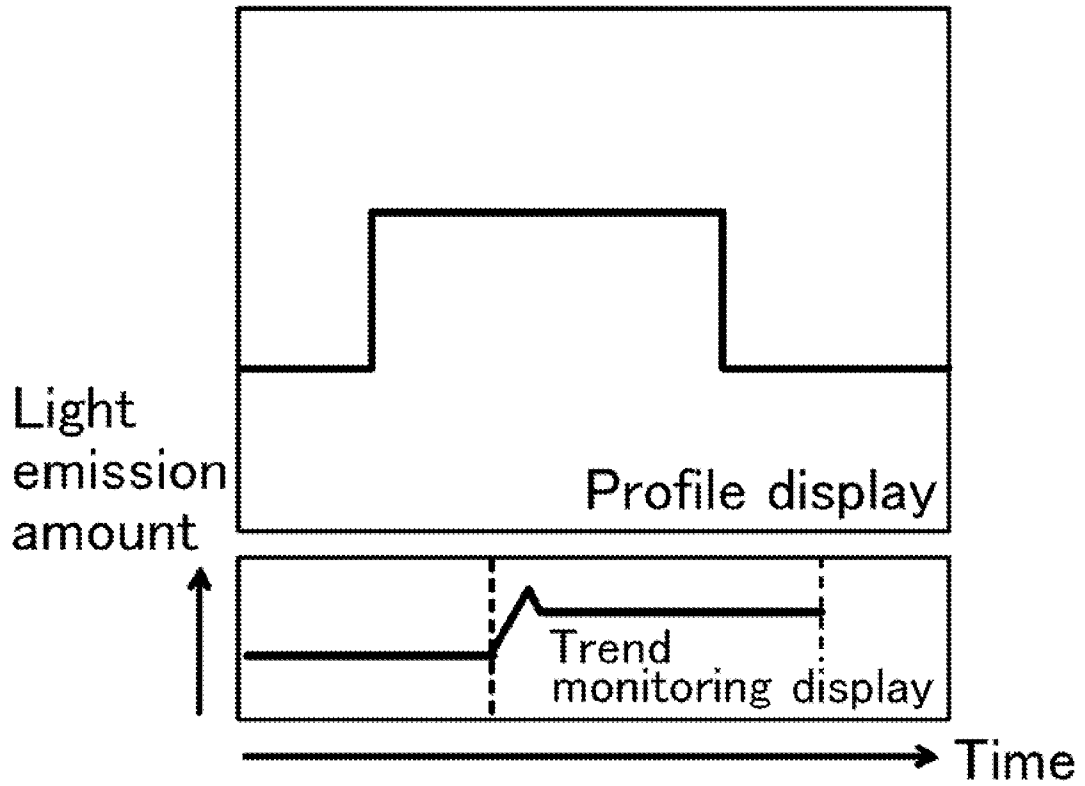 Profile display
Light
emission
amount
Trend
monitoring display
Time